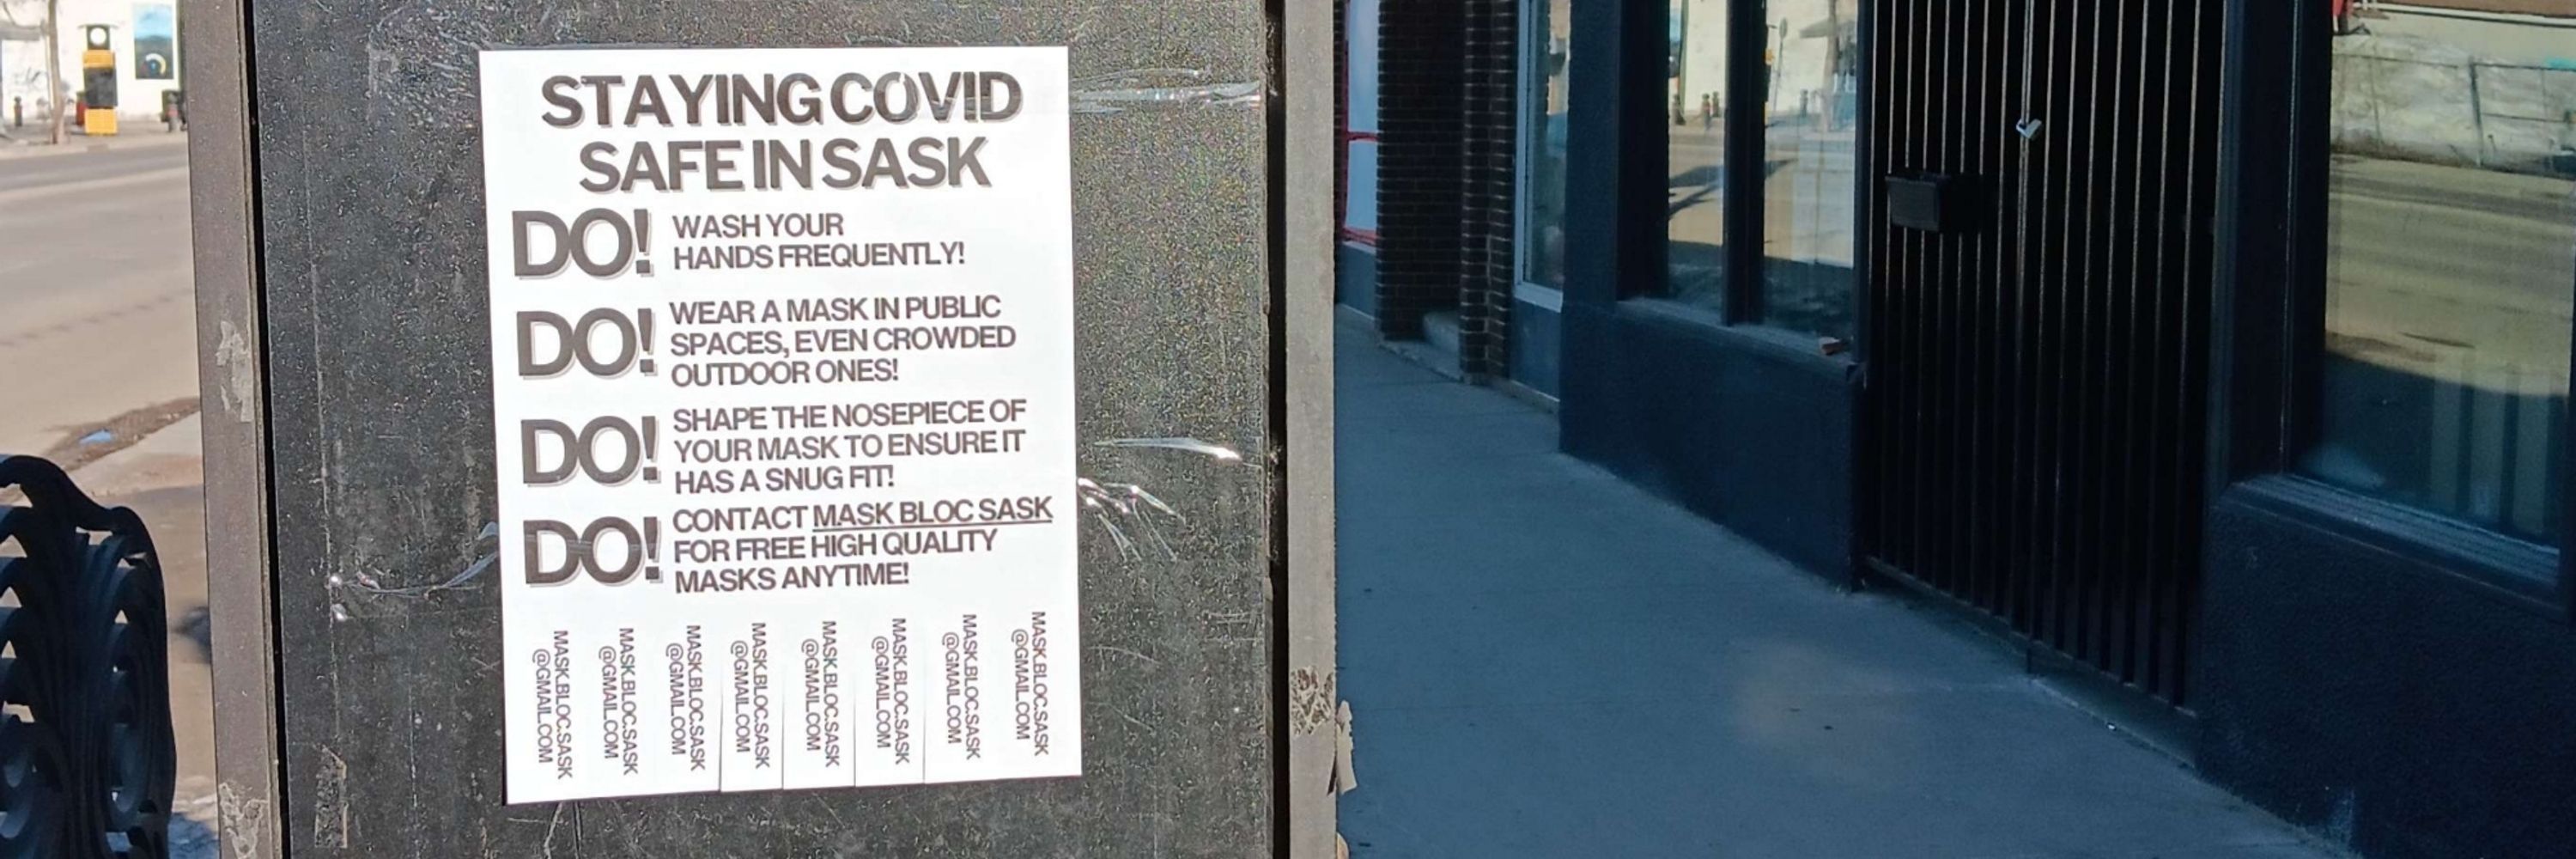 STAYING COVID
SAFE IN SASK
DO! WASH YOUR
HANDS FREQUENTLY!
DO! WEAR A MASK IN PUBLIC
SPACES, EVEN CROWDED
OUTDOOR ONES!
DO! SHAPE THE NOSEPIECE OF
YOUR MASK TO ENSURE IT
HAS A SNUG FIT!
DO! CONTACT MASK BLOC SASK
FOR FREE HIGH QUALITY
MASKS ANYTIME!
MASK.BLOC.SASK
@GMAIL.COM
MASK.BLOC.SASK
@GMAIL.COM
MASK.BLOC.SASK
@GMAIL.COM
MASK.BLOC.SASK
@GMAIL.COM
MASK.BLOC.SASK
@GMAIL.COM
MASK.BLOC.SASK
@GMAIL.COM
MASK.BLOC.SASK
@GMAIL.COM
MASK.BLOC.SASK
@GMAIL.COM